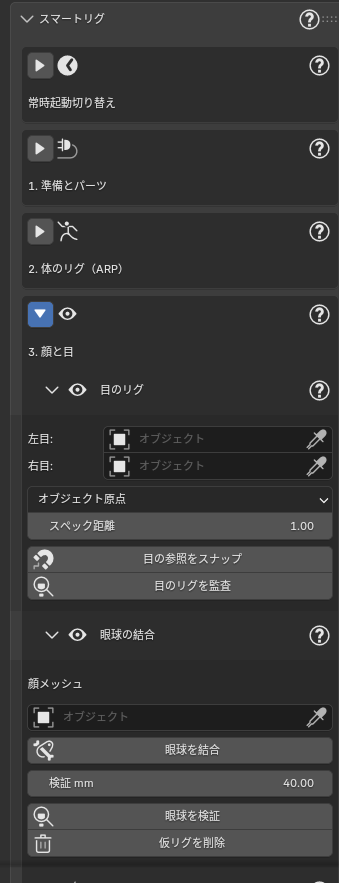 スマートリグ
常時起動切り替え
1. 準備とパーツ
2. 体のリグ（ARP）
3. 顔と目
目のリグ
左目: オブジェクト
右目: オブジェクト
オブジェクト原点
スペック距離 1.00
目の参照をスナップ
目のリグを監査
眼球の結合
顔メッシュ
オブジェクト
眼球を結合
検証 mm 40.00
眼球を検証
仮リグを削除